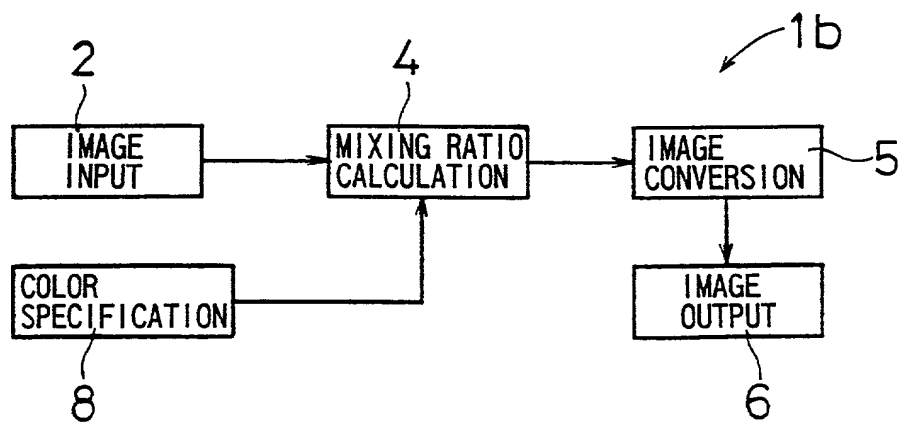 1b
2
4
IMAGE
INPUT
MIXING RATIO
CALCULATION
IMAGE
CONVERSION
5
COLOR
SPECIFICATION
IMAGE
OUTPUT
8
6